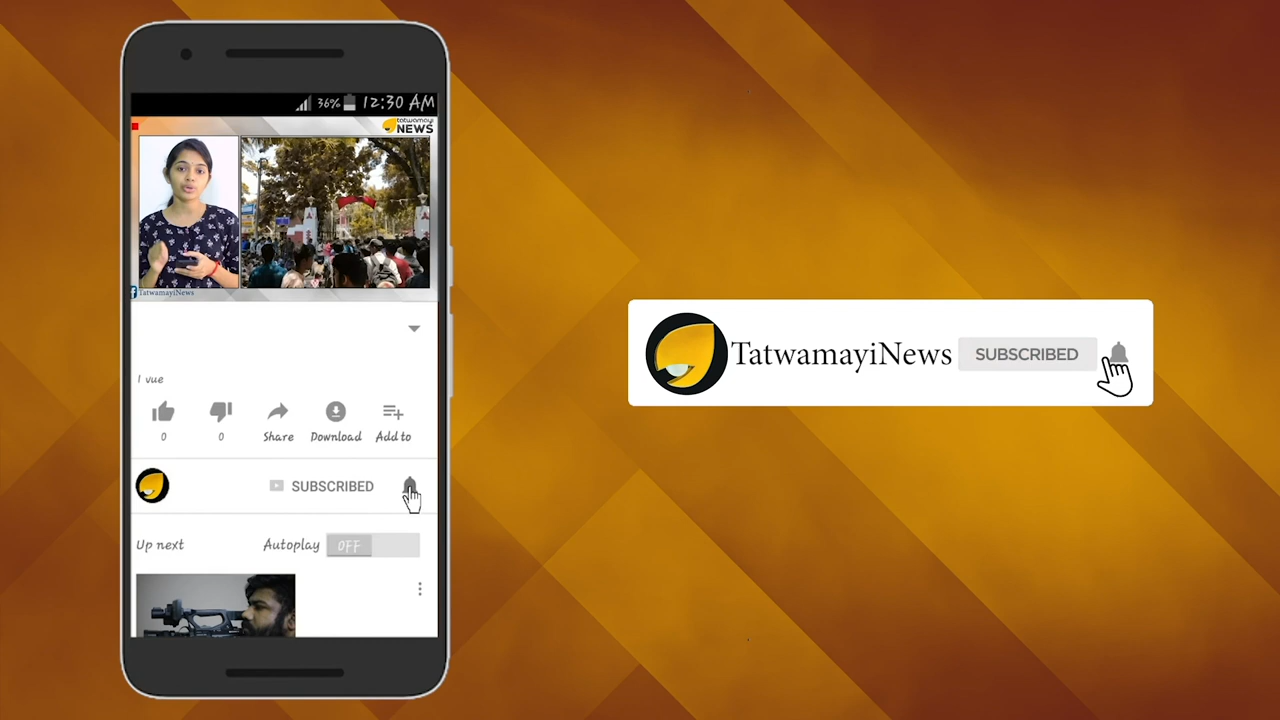 36% 12:30 AM
tatwamayi
NEWS
TatwamayiNews
1 vue
0 0 Share Download Add to
SUBSCRIBED
Up next Autoplay OFF
TatwamayiNews SUBSCRIBED